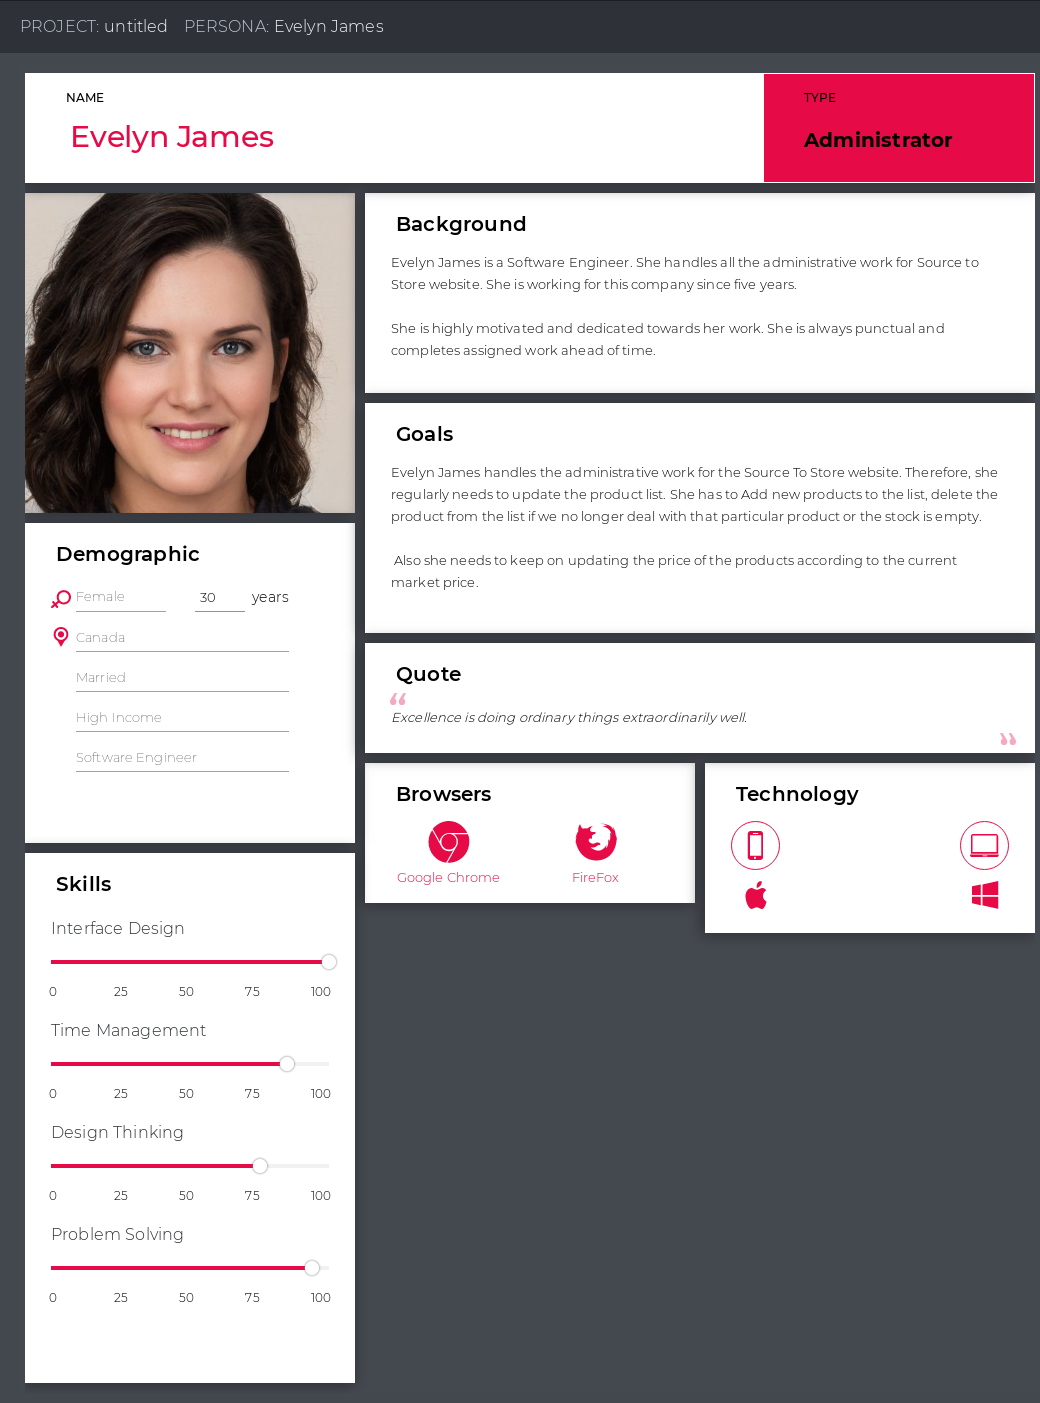 PROJECT: untitled PERSONA: Evelyn James
NAME
Evelyn James
TYPE
Administrator
Background
Evelyn James is a Software Engineer. She handles all the administrative work for Source to
Store website. She is working for this company since five years.
She is highly motivated and dedicated towards her work. She is always punctual and
completes assigned work ahead of time.
Goals
Evelyn James handles the administrative work for the Source To Store website. Therefore, she
regularly needs to update the product list. She has to Add new products to the list, delete the
product from the list if we no longer deal with that particular product or the stock is empty.
Also she needs to keep on updating the price of the products according to the current
market price.
Demographic
Female 30 years
Canada
Married
High Income
Software Engineer
Quote
“
Excellence is doing ordinary things extraordinarily well.
”
Browsers
Google Chrome FireFox
Technology
Skills
Interface Design
0 25 50 75 100
Time Management
0 25 50 75 100
Design Thinking
0 25 50 75 100
Problem Solving
0 25 50 75 100